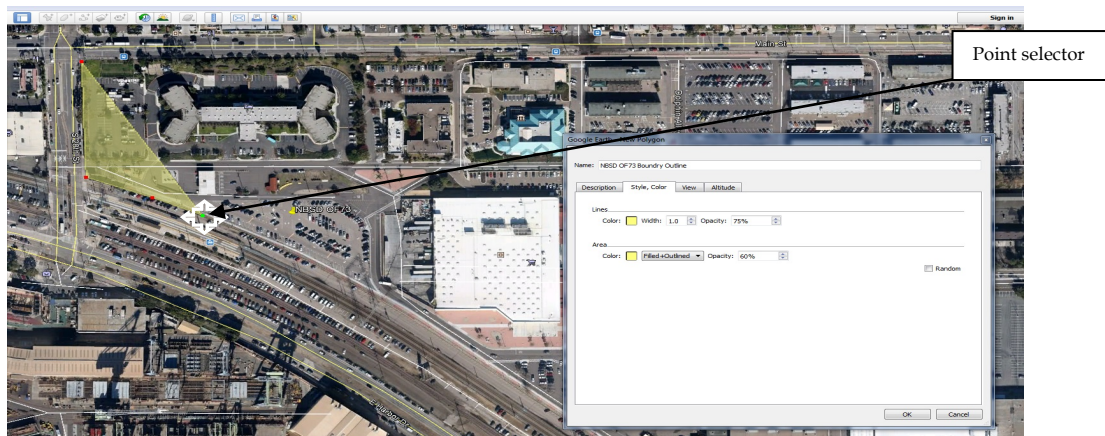 Sign in
Main St
Point selector
Google Earth - New Polygon
Name: NBSD OF73 Boundry Outline
Description Style, Color View Altitude
Lines
Color: Width: 1.0 Opacity: 75%
NBSD OF73
Area
Color: Filled+Outlined Opacity: 60%
Random
E Harbor Dr
OK Cancel